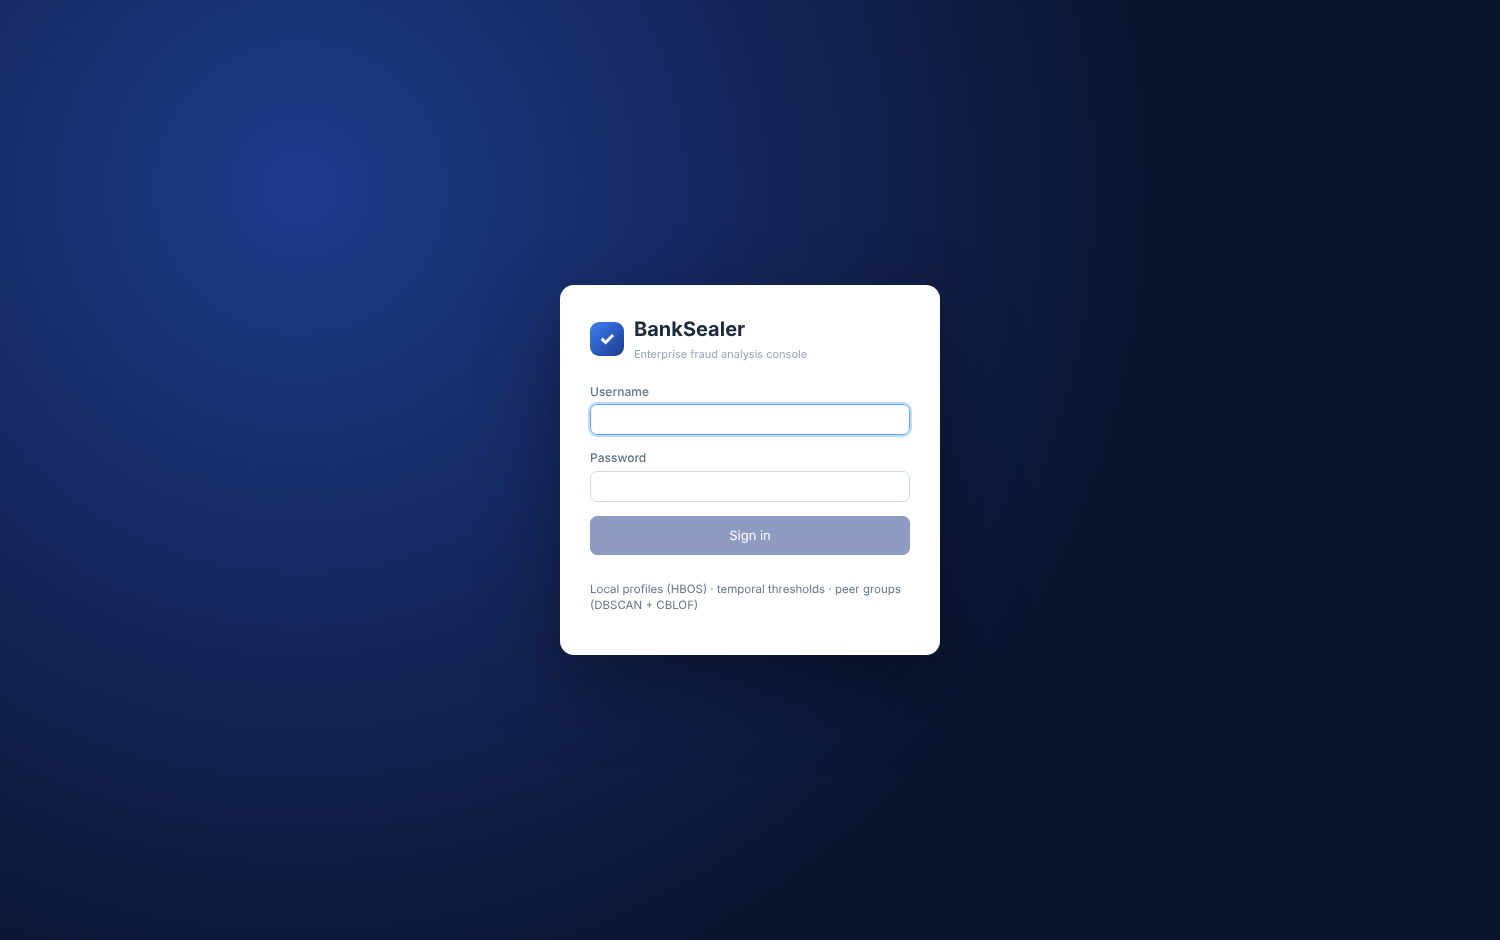 BankSealer
Enterprise fraud analysis console
Username
Password
Sign in
Local profiles (HBOS) · temporal thresholds · peer groups
(DBSCAN + CBLOF)